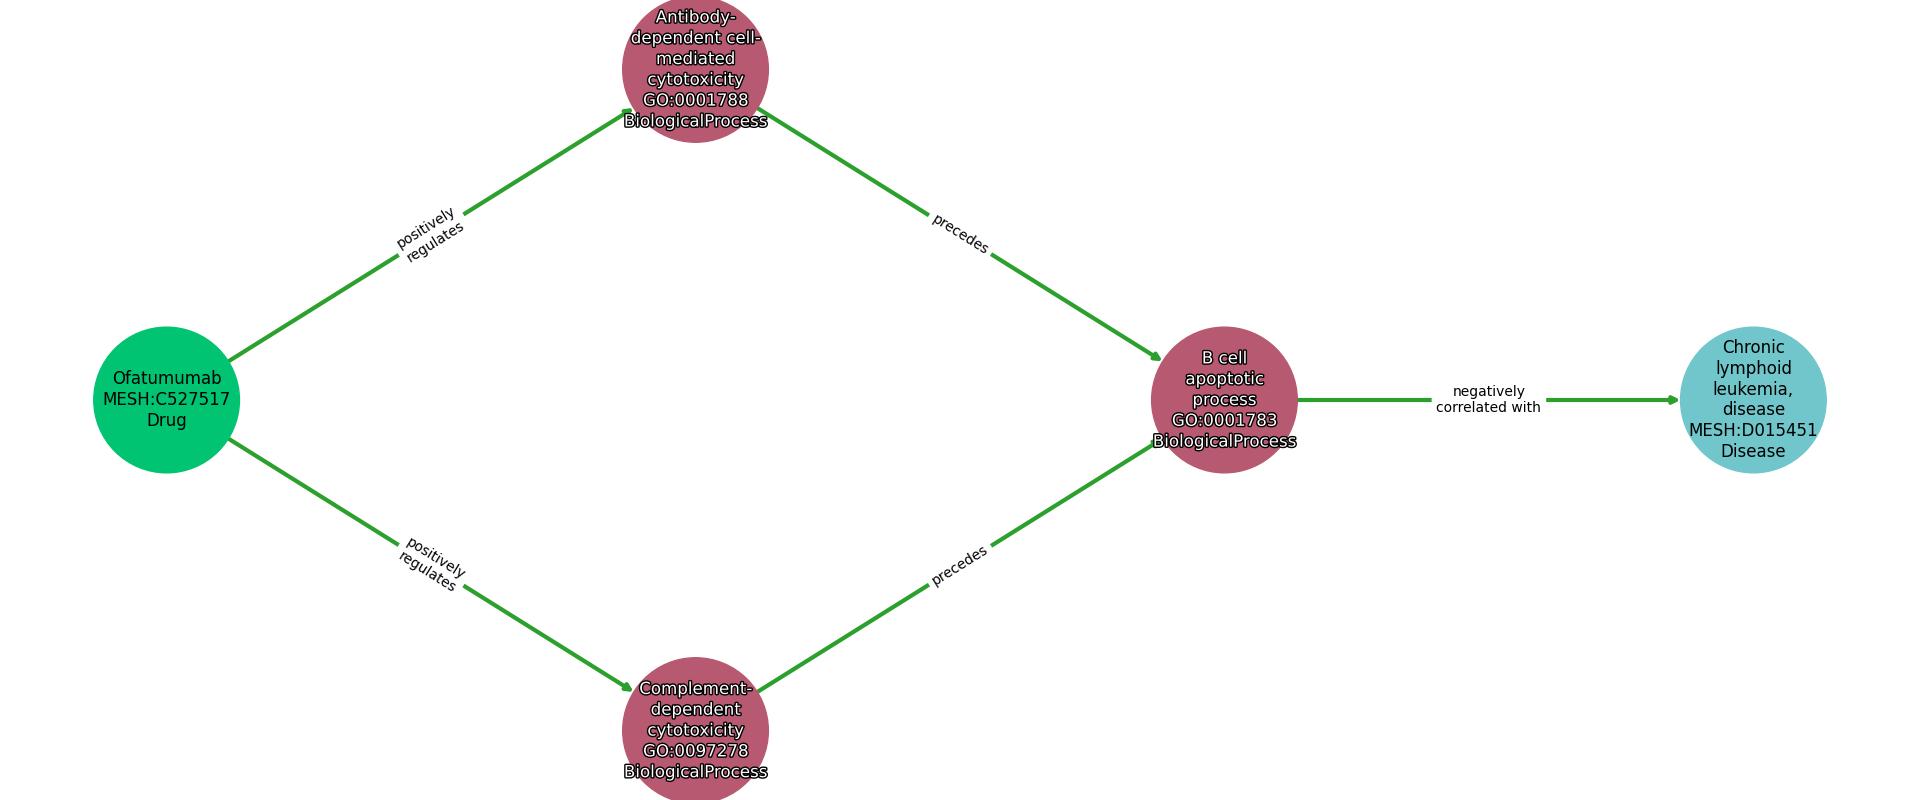 Antibody-
dependent cell-
mediated
cytotoxicity
GO:0001788
BiologicalProcess
positively
regulates
precedes
Ofatumumab
MESH:C527517
Drug
B cell
apoptotic
process
GO:0001783
BiologicalProcess
negatively
correlated with
Chronic
lymphoid
leukemia,
disease
MESH:D015451
Disease
positively
regulates
precedes
Complement-
dependent
cytotoxicity
GO:0097278
BiologicalProcess